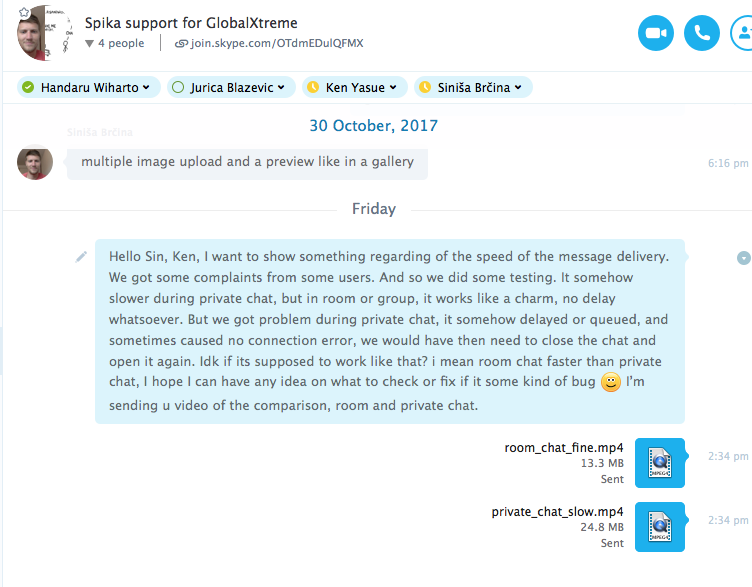 Spika support for GlobalXtreme
4 people
join.skype.com/OTdmEDulQFMX
Handaru Wiharto
Jurica Blazevic
Ken Yasue
Siniša Brčina
Siniša Brčina
30 October, 2017
multiple image upload and a preview like in a gallery
6:16 pm
Friday
Hello Sin, Ken, I want to show something regarding of the speed of the message delivery.
We got some complaints from some users. And so we did some testing. It somehow
slower during private chat, but in room or group, it works like a charm, no delay
whatsoever. But we got problem during private chat, it somehow delayed or queued, and
sometimes caused no connection error, we would have then need to close the chat and
open it again. Idk if its supposed to work like that? i mean room chat faster than private
chat, I hope I can have any idea on what to check or fix if it some kind of bug I'm
sending u video of the comparison, room and private chat.
room_chat_fine.mp4
13.3 MB
Sent
MPEG4
2:34 pm
private_chat_slow.mp4
24.8 MB
Sent
MPEG4
2:34 pm